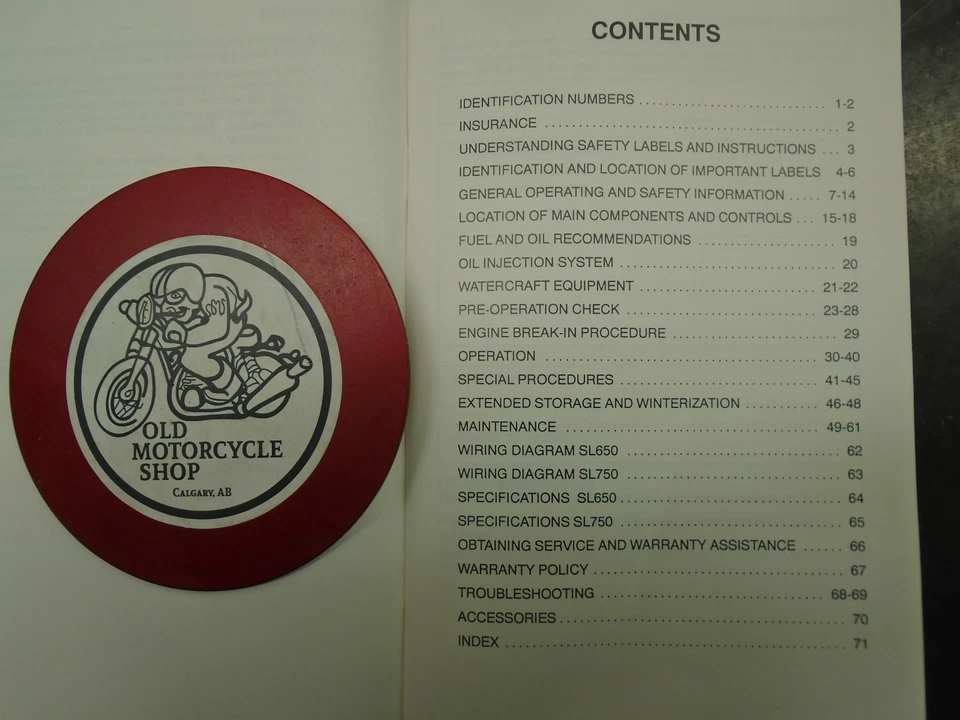 OLD
MOTORCYCLE
SHOP
CALGARY, AB
CONTENTS
IDENTIFICATION NUMBERS ............................ 1-2
INSURANCE .................................... 2
UNDERSTANDING SAFETY LABELS AND INSTRUCTIONS ... 3
IDENTIFICATION AND LOCATION OF IMPORTANT LABELS 4-6
GENERAL OPERATING AND SAFETY INFORMATION ..... 7-14
LOCATION OF MAIN COMPONENTS AND CONTROLS ... 15-18
FUEL AND OIL RECOMMENDATIONS .................. 19
OIL INJECTION SYSTEM ........................... 20
WATERCRAFT EQUIPMENT ....................... 21-22
PRE-OPERATION CHECK ........................ 23-28
ENGINE BREAK-IN PROCEDURE ..................... 29
OPERATION .................................. 30-40
SPECIAL PROCEDURES ........................ 41-45
EXTENDED STORAGE AND WINTERIZATION ......... 46-48
MAINTENANCE ................................ 49-61
WIRING DIAGRAM SL650 ........................... 62
WIRING DIAGRAM SL750 ........................... 63
SPECIFICATIONS SL650 ........................... 64
SPECIFICATIONS SL750 ........................... 65
OBTAINING SERVICE AND WARRANTY ASSISTANCE ...... 66
WARRANTY POLICY .............................. 67
TROUBLESHOOTING ........................... 68-69
ACCESSORIES ................................... 70
INDEX ......................................... 71